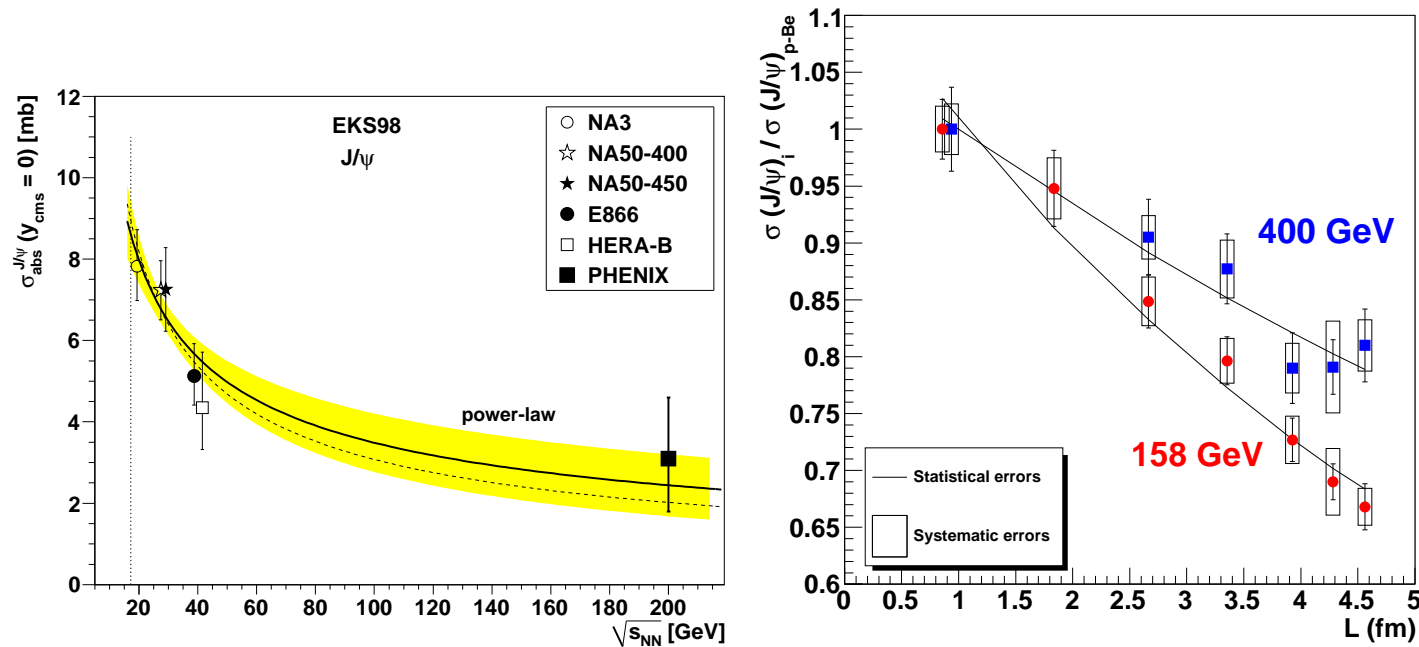 σ_abs^J/ψ (y_cms = 0) [mb]
12
10
8
6
4
2
0
EKS98
J/ψ
NA3
NA50-400
NA50-450
E866
HERA-B
PHENIX
power-law
20 40 60 80 100 120 140 160 180 200
√s_NN [GeV]
σ (J/ψ)_i / σ (J/ψ)_p-Be
1.1
1.05
1
0.95
0.9
0.85
0.8
0.75
0.7
0.65
0.6
400 GeV
158 GeV
Statistical errors
Systematic errors
0 0.5 1 1.5 2 2.5 3 3.5 4 4.5 5
L (fm)